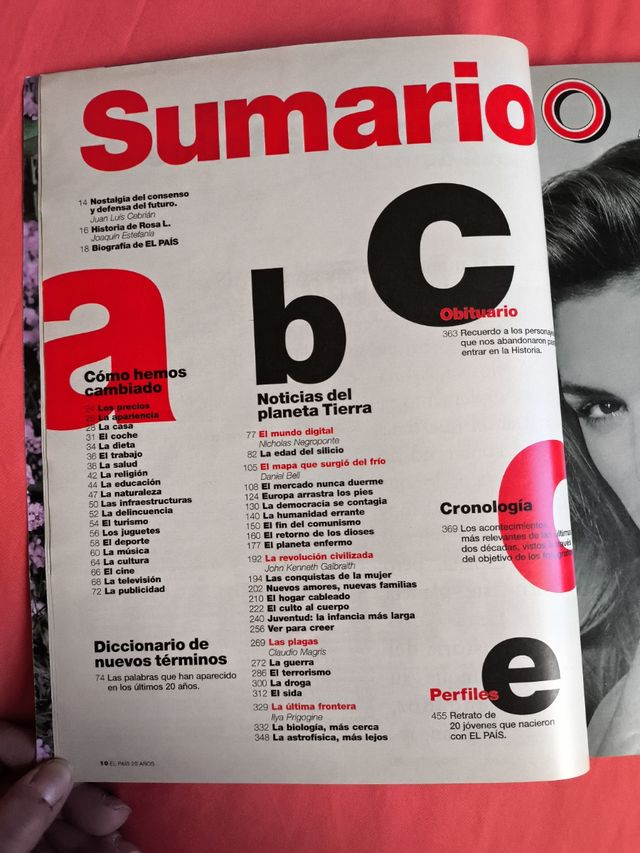 Sumario
14 Nostalgia del consenso
y defensa del futuro.
Juan Luis Cebrián
16 Historia de Rosa L.
Joaquín Estefanía
18 Biografía de EL PAÍS
a
Cómo hemos
cambiado
24 Los precios
26 La apariencia
28 La casa
31 El coche
34 La dieta
36 El trabajo
38 La salud
42 La religión
44 La educación
47 La naturaleza
50 Las infraestructuras
52 La delincuencia
54 El turismo
56 Los juguetes
58 El deporte
60 La música
64 La cultura
66 El cine
68 La televisión
72 La publicidad
Diccionario de
nuevos términos
74 Las palabras que han aparecido
en los últimos 20 años.
b
Noticias del
planeta Tierra
77 El mundo digital
Nicholas Negroponte
82 La edad del silicio
105 El mapa que surgió del frío
Daniel Bell
108 El mercado nunca duerme
124 Europa arrastra los pies
130 La democracia se contagia
140 La humanidad errante
150 El fin del comunismo
160 El retorno de los dioses
177 El planeta enfermo
192 La revolución civilizada
John Kenneth Galbraith
194 Las conquistas de la mujer
202 Nuevos amores, nuevas familias
210 El hogar cableado
222 El culto al cuerpo
240 Juventud: la infancia más larga
256 Ver para creer
269 Las plagas
Claudio Magris
272 La guerra
286 El terrorismo
300 La droga
312 El sida
329 La última frontera
Ilya Prigogine
332 La biología, más cerca
348 La astrofísica, más lejos
c
Obituario
363 Recuerdo a los personajes
que nos abandonaron para
entrar en la Historia.
d
Cronología
369 Los acontecimientos
más relevantes de las últimas
dos décadas, vistos a través
del objetivo de los fotógrafos
e
Perfiles
455 Retrato de
20 jóvenes que nacieron
con EL PAÍS.
10 EL PAÍS 20 AÑOS